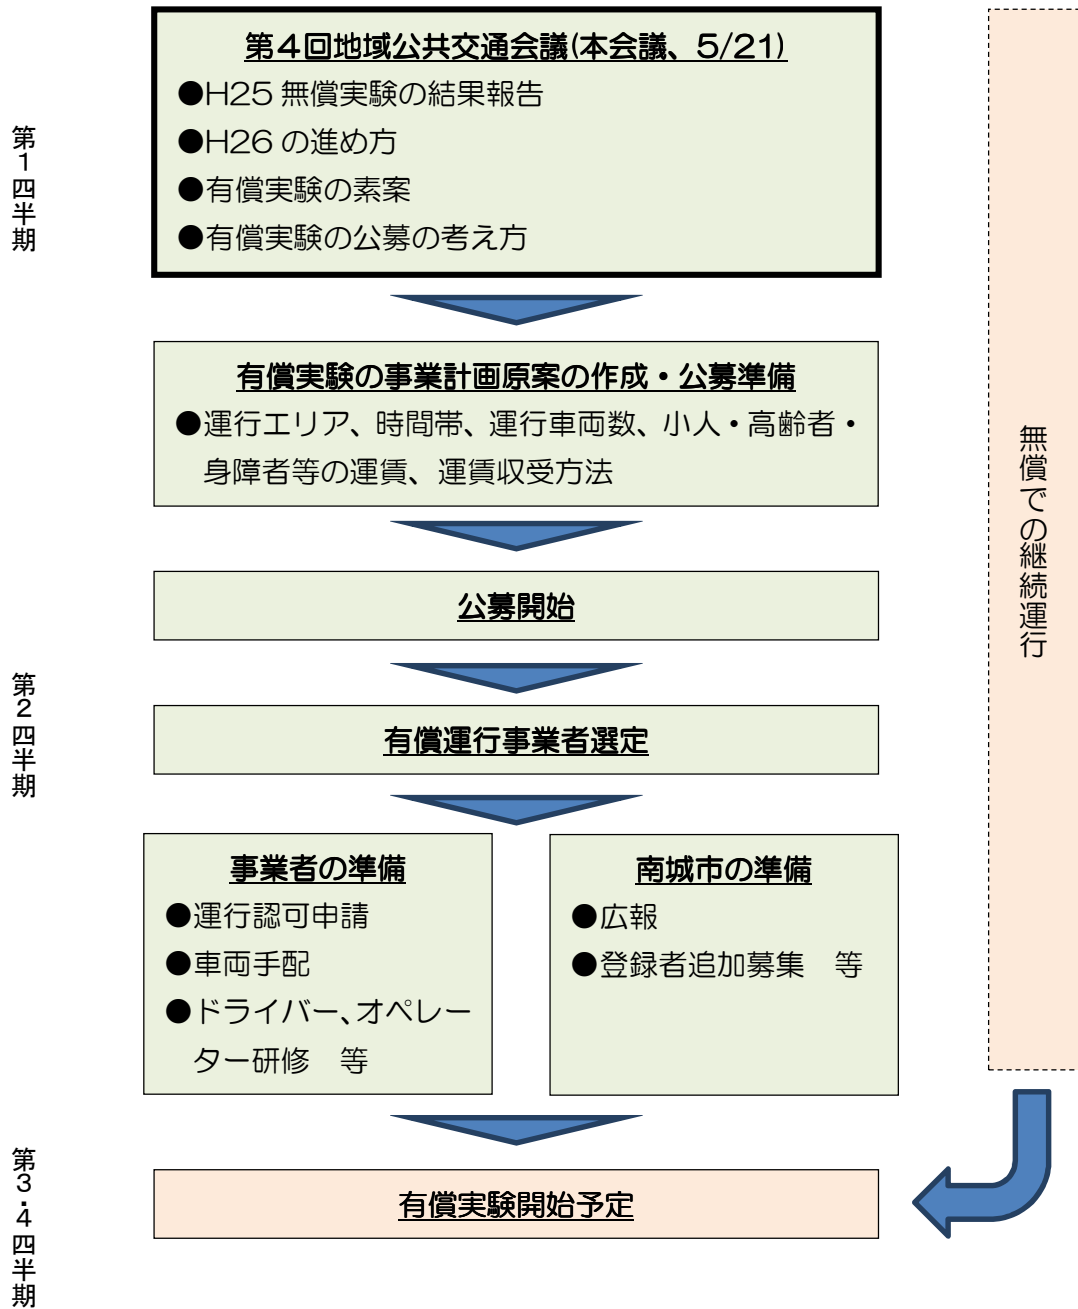 第1四半期
第４回地域公共交通会議(本会議、5/21)
●H25 無償実験の結果報告
●H26 の進め方
●有償実験の素案
●有償実験の公募の考え方
有償実験の事業計画原案の作成・公募準備
●運行エリア、時間帯、運行車両数、小人・高齢者・
身障者等の運賃、運賃収受方法
公募開始
第2四半期
有償運行事業者選定
事業者の準備
●運行認可申請
●車両手配
●ドライバー、オペレー
ター研修　等
南城市の準備
●広報
●登録者追加募集　等
第3・4四半期
有償実験開始予定
無償での継続運行